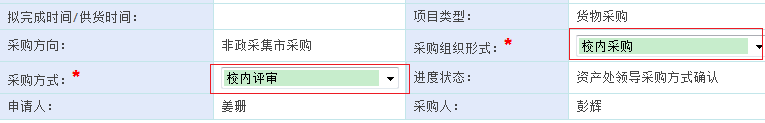 拟完成时间/供货时间： 项目类型： 货物采购
采购方向： 非政采集市采购 采购组织形式：* 校内采购
采购方式：* 校内评审 进度状态： 资产处领导采购方式确认
申请人： 姜珊 采购人： 彭辉